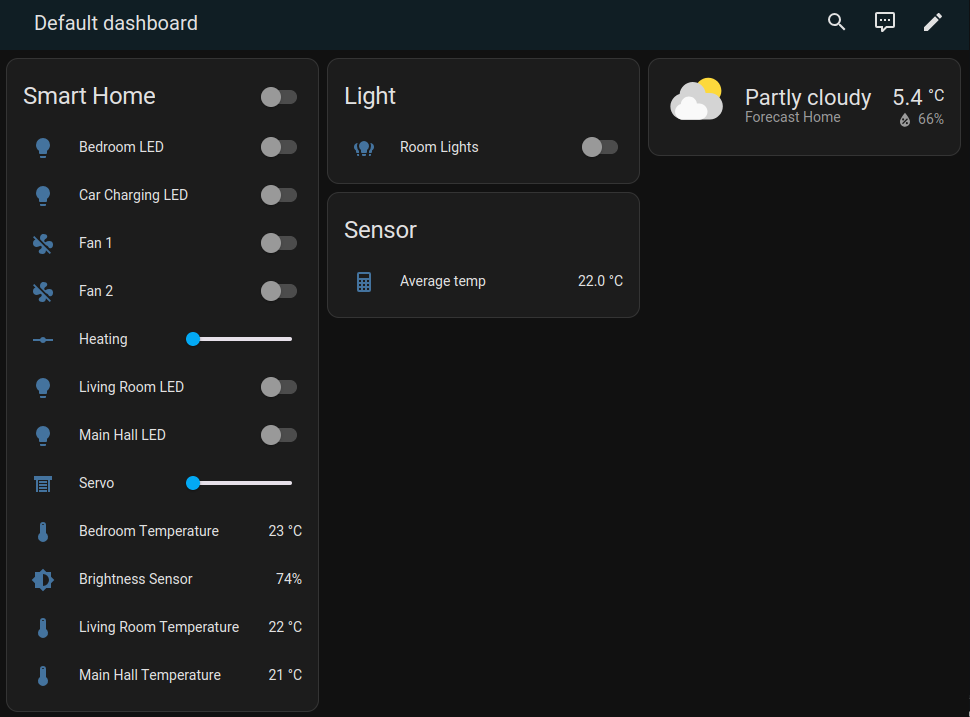 Default dashboard
Smart Home
Bedroom LED
Car Charging LED
Fan 1
Fan 2
Heating
Living Room LED
Main Hall LED
Servo
Bedroom Temperature 23 °C
Brightness Sensor 74%
Living Room Temperature 22 °C
Main Hall Temperature 21 °C
Light
Room Lights
Sensor
Average temp 22.0 °C
Partly cloudy 5.4 °C
Forecast Home 66%